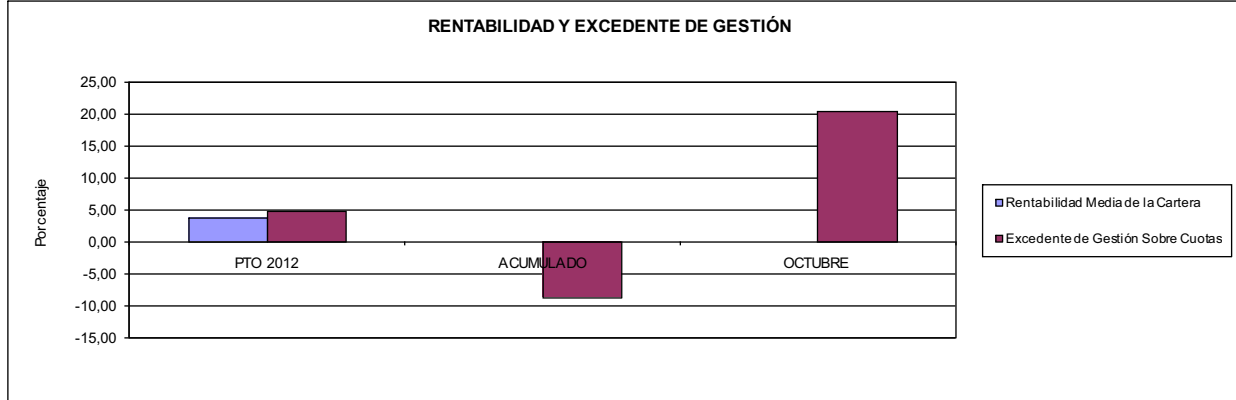 RENTABILIDAD Y EXCEDENTE DE GESTIÓN
25,00
20,00
15,00
10,00
5,00
0,00
-5,00
-10,00
-15,00
Porcentaje
PTO 2012
ACUMULADO
OCTUBRE
Rentabilidad Media de la Cartera
Excedente de Gestión Sobre Cuotas